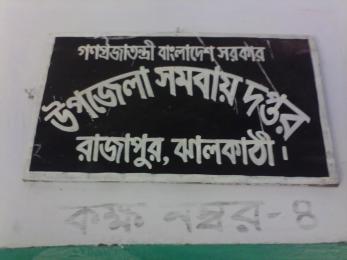 গণপ্রজাতন্ত্রী বাংলাদেশ সরকার
উপজেলা সমবায় দপ্তর
রাজাপুর, ঝালকাঠী।
কক্ষ নম্বর-৪